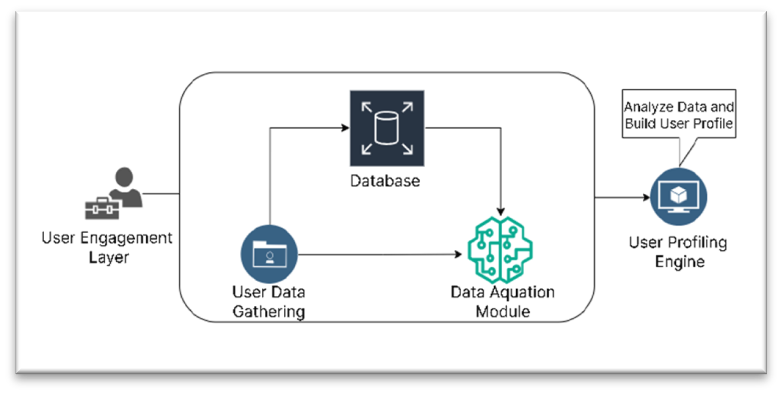 Analyze Data and
Build User Profile
Database
User Engagement
Layer
User Data
Gathering
Data Aquation
Module
User Profiling
Engine